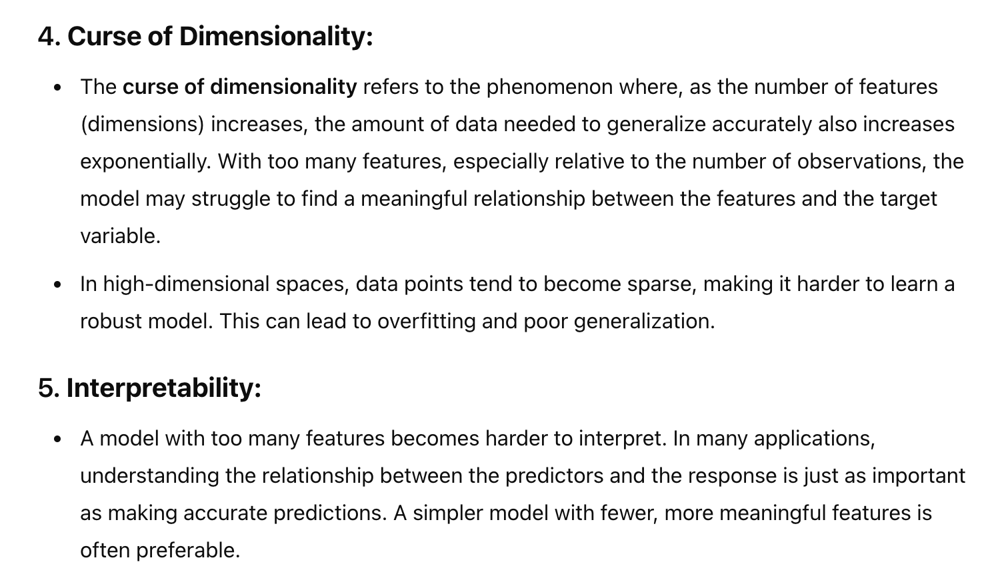 4. Curse of Dimensionality:
• The curse of dimensionality refers to the phenomenon where, as the number of features
(dimensions) increases, the amount of data needed to generalize accurately also increases
exponentially. With too many features, especially relative to the number of observations, the
model may struggle to find a meaningful relationship between the features and the target
variable.
• In high-dimensional spaces, data points tend to become sparse, making it harder to learn a
robust model. This can lead to overfitting and poor generalization.
5. Interpretability:
• A model with too many features becomes harder to interpret. In many applications,
understanding the relationship between the predictors and the response is just as important
as making accurate predictions. A simpler model with fewer, more meaningful features is
often preferable.